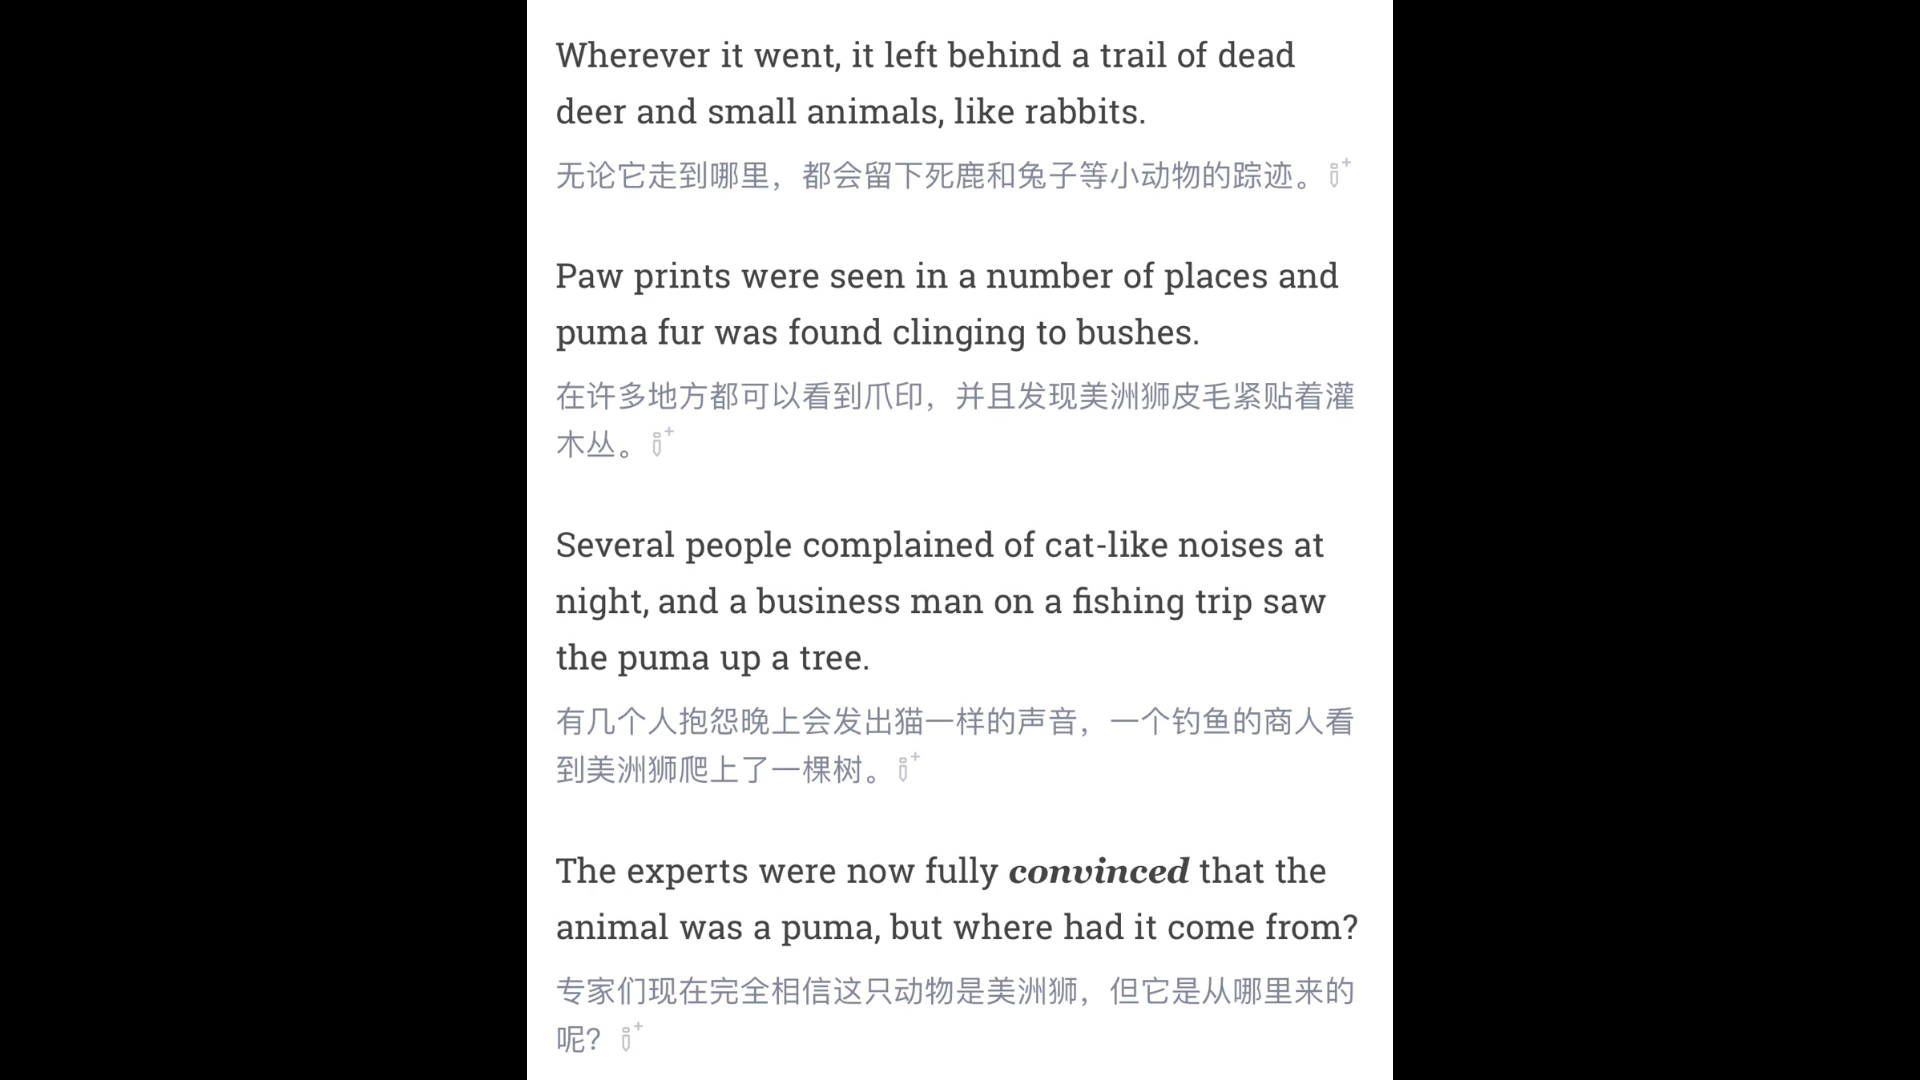 Wherever it went, it left behind a trail of dead
deer and small animals, like rabbits.
无论它走到哪里，都会留下死鹿和兔子等小动物的踪迹。
Paw prints were seen in a number of places and
puma fur was found clinging to bushes.
在许多地方都可以看到爪印，并且发现美洲狮皮毛紧贴着灌
木丛。
Several people complained of cat-like noises at
night, and a business man on a fishing trip saw
the puma up a tree.
有几个人抱怨晚上会发出猫一样的声音，一个钓鱼的商人看
到美洲狮爬上了一棵树。
The experts were now fully convinced that the
animal was a puma, but where had it come from?
专家们现在完全相信这只动物是美洲狮，但它是从哪里来的
呢？